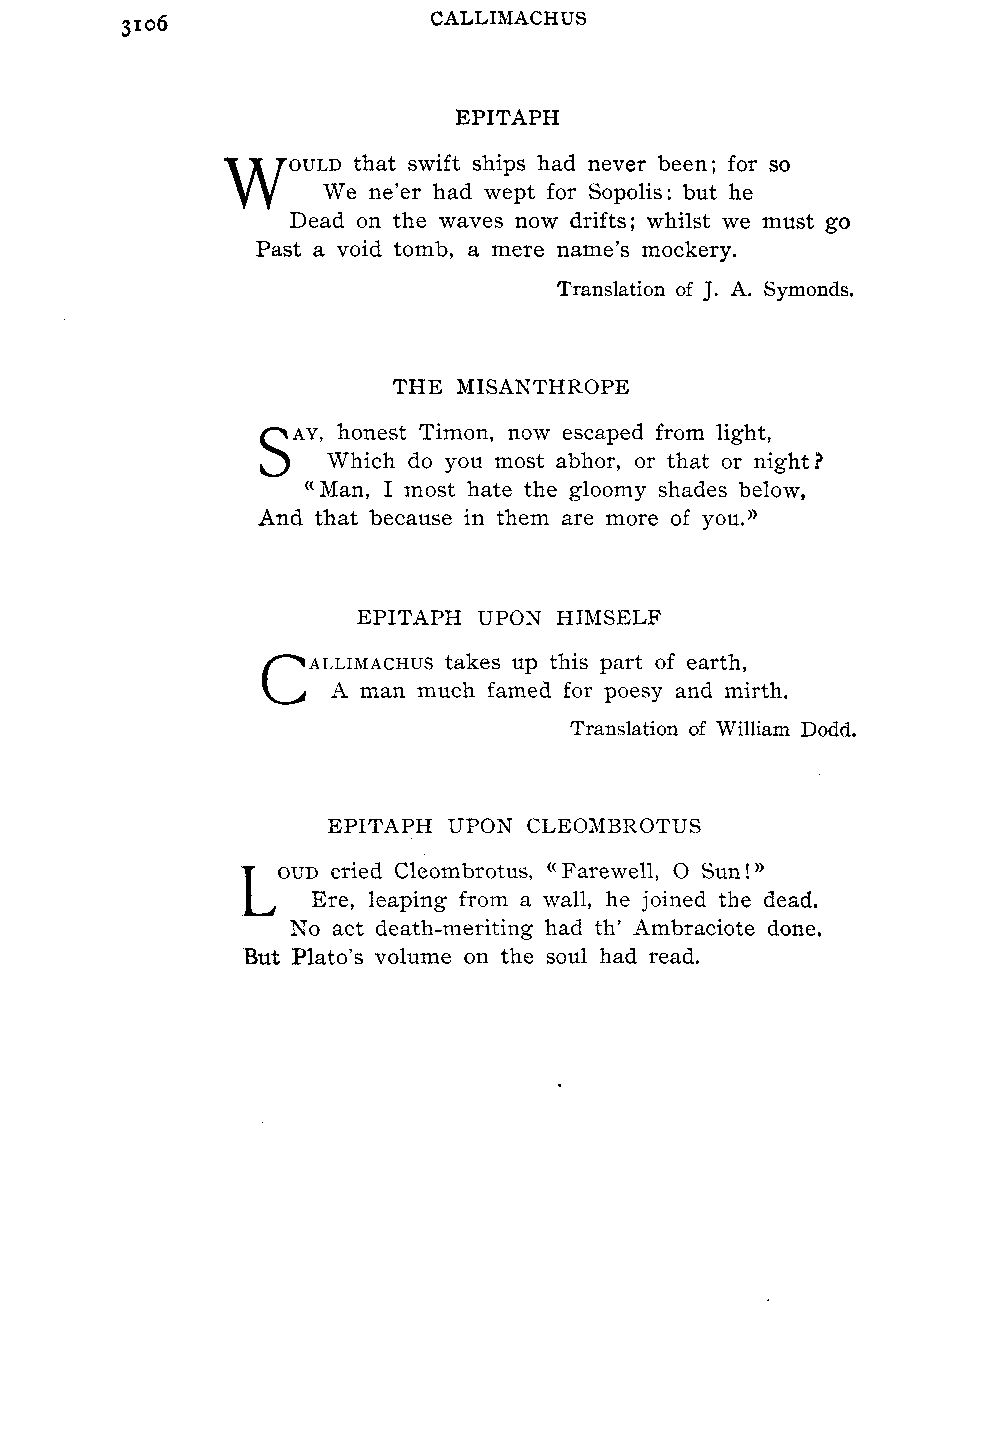 3106
CALLIMACHUS
EPITAPH
WOULD that swift ships had never been; for so
We ne'er had wept for Sopolis: but he
Dead on the waves now drifts; whilst we must go
Past a void tomb, a mere name's mockery.
Translation of J. A. Symonds.
THE MISANTHROPE
SAY, honest Timon, now escaped from light,
Which do you most abhor, or that or night?
«Man, I most hate the gloomy shades below,
And that because in them are more of you.»
EPITAPH UPON HIMSELF
CALLIMACHUS takes up this part of earth,
A man much famed for poesy and mirth.
Translation of William Dodd.
EPITAPH UPON CLEOMBROTUS
LOUD cried Cleombrotus, «Farewell, O Sun!»
Ere, leaping from a wall, he joined the dead.
No act death-meriting had th' Ambraciote done,
But Plato's volume on the soul had read.